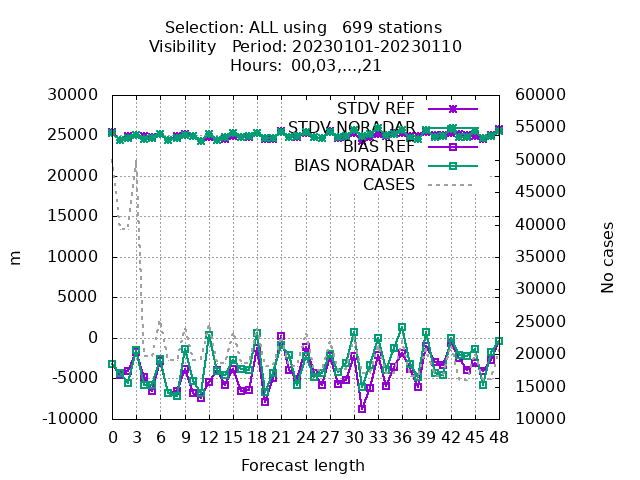 Selection: ALL using   699 stations
Visibility   Period: 20230101-20230110
Hours:  00,03,...,21
30000
25000
20000
15000
10000
5000
0
-5000
-10000
m
60000
55000
50000
45000
40000
35000
30000
25000
20000
15000
10000
No cases
STDV REF
STDV NORADAR
BIAS REF
BIAS NORADAR
CASES
0 3 6 9 12 15 18 21 24 27 30 33 36 39 42 45 48
Forecast length